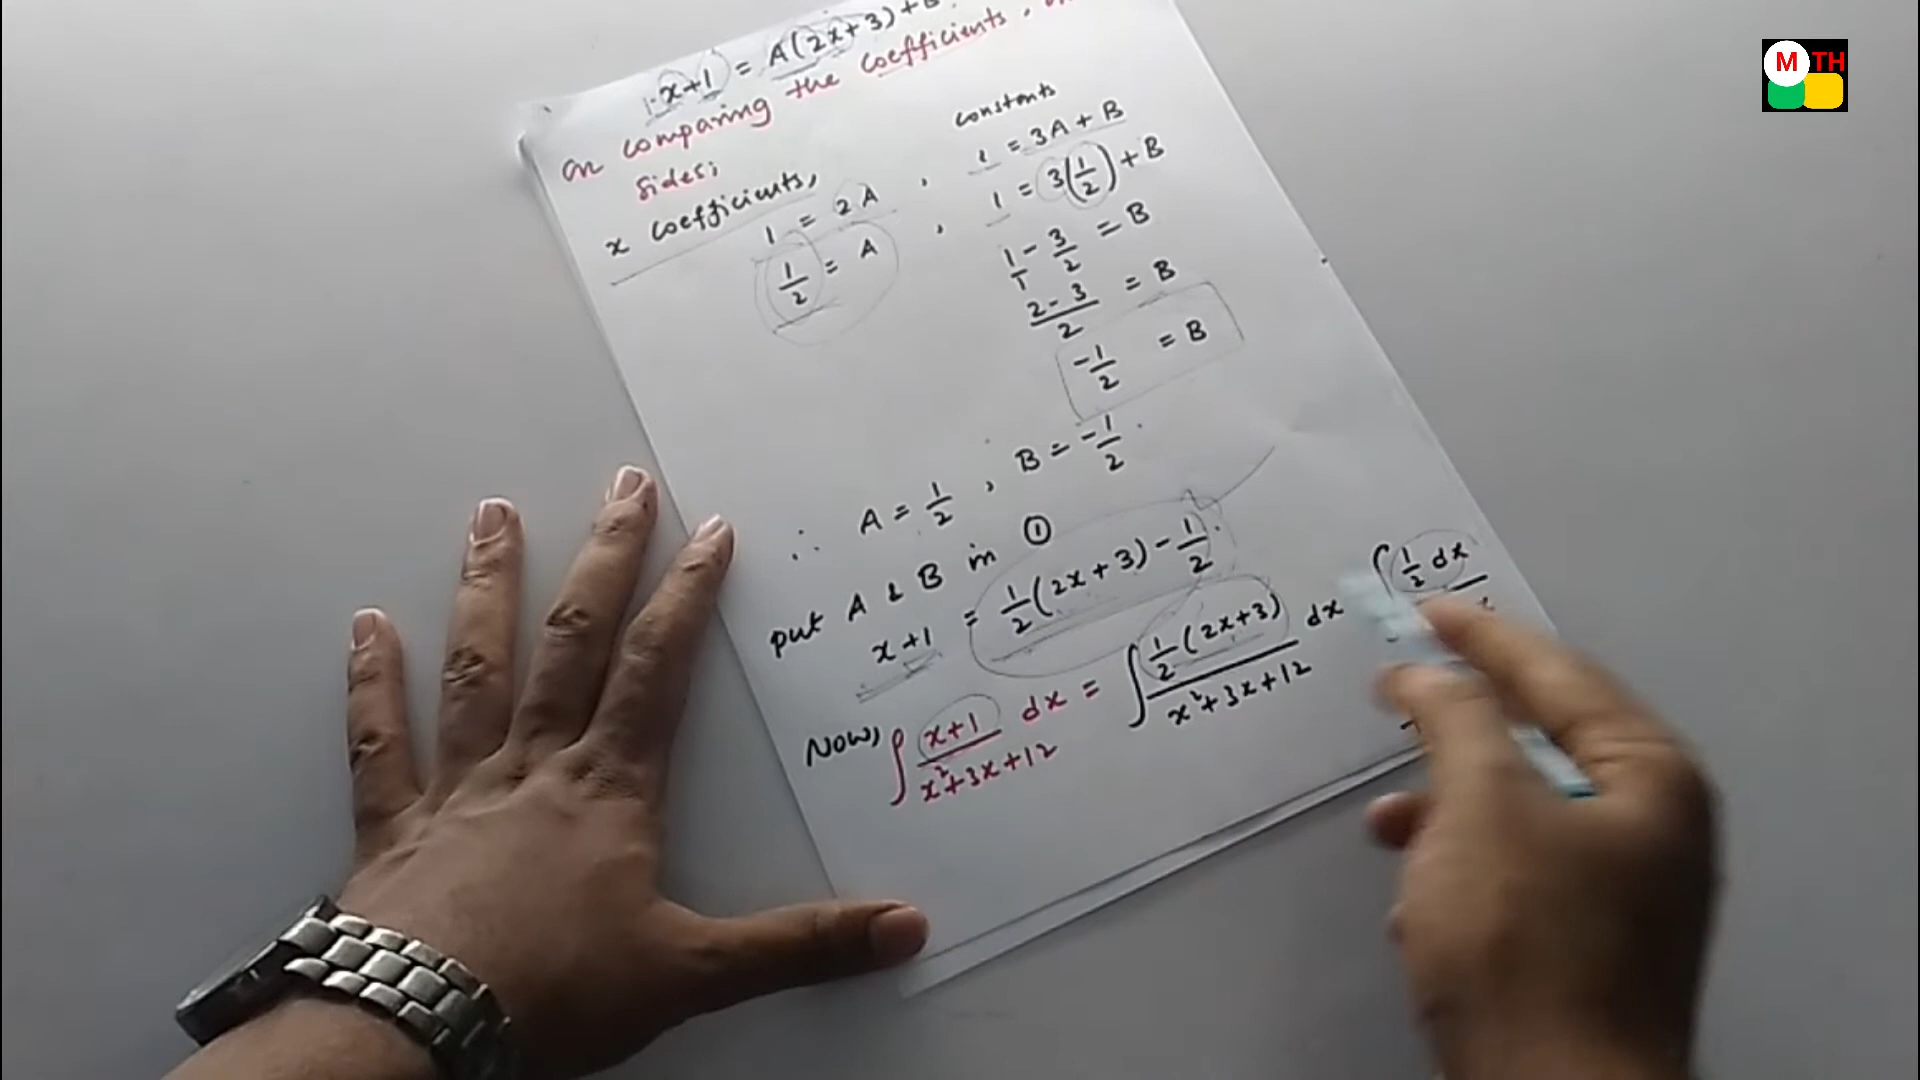 1·x+1 = A(2x+3)+B
on comparing the coefficients,
sides;
x coefficients, constants
1 = 2A , 1 = 3A + B
1/2 = A , 1 = 3(1/2) + B
1/1 - 3/2 = B
2-3/2 = B
-1/2 = B
∴ A = 1/2 , B = -1/2 .
put A & B in ①
x+1 = 1/2(2x+3) - 1/2.
Now, ∫ x+1/x²+3x+12 dx = ∫ 1/2(2x+3)/x²+3x+12 dx ∫ 1/2 dx
M TH